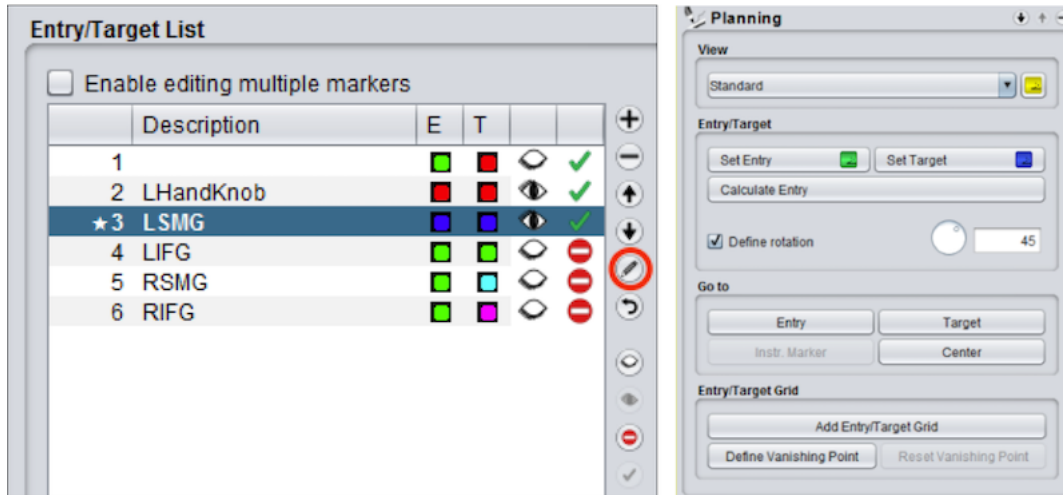 Entry/Target List
Enable editing multiple markers
Description E T
1
2 LHandKnob
3 LSMG
4 LIFG
5 RSMG
6 RIFG
Planning
View
Standard
Entry/Target
Set Entry Set Target
Calculate Entry
Define rotation 45
Go to
Entry Target
Instr. Marker Center
Entry/Target Grid
Add Entry/Target Grid
Define Vanishing Point Reset Vanishing Point